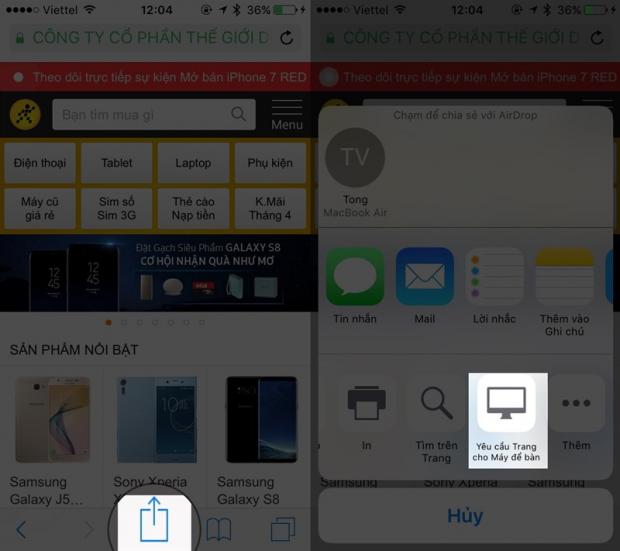 Viettel 12:04 36%
CÔNG TY CỔ PHẦN THẾ GIỚI D
Theo dõi trực tiếp sự kiện Mở bán iPhone 7 RED
Bạn tìm mua gì
Menu
Điện thoại Tablet Laptop Phụ kiện
Máy cũ giá rẻ
Sim số Sim 3G
Thẻ cào Nạp tiền
K.Mãi Tháng 4
Đặt Gạch Siêu Phẩm GALAXY S8
CƠ HỘI NHẬN QUÀ NHƯ MƠ
SẢN PHẨM NỔI BẬT
Samsung
Galaxy J5...
Sony Xperia
Samsung
Galaxy S8
Viettel 12:04 36%
CÔNG TY CỔ PHẦN THẾ GIỚI D
Theo dõi trực tiếp sự kiện Mở bán iPhone 7 RED
Chạm để chia sẻ với AirDrop
TV
Tong
MacBook Air
Tin nhắn
Mail
Lời nhắc
Thêm vào
Ghi chú
In
Tìm trên
Trang
Yêu cầu Trang
cho Máy để bàn
Thêm
Samsung Sony Xperia Samsung
Hủy